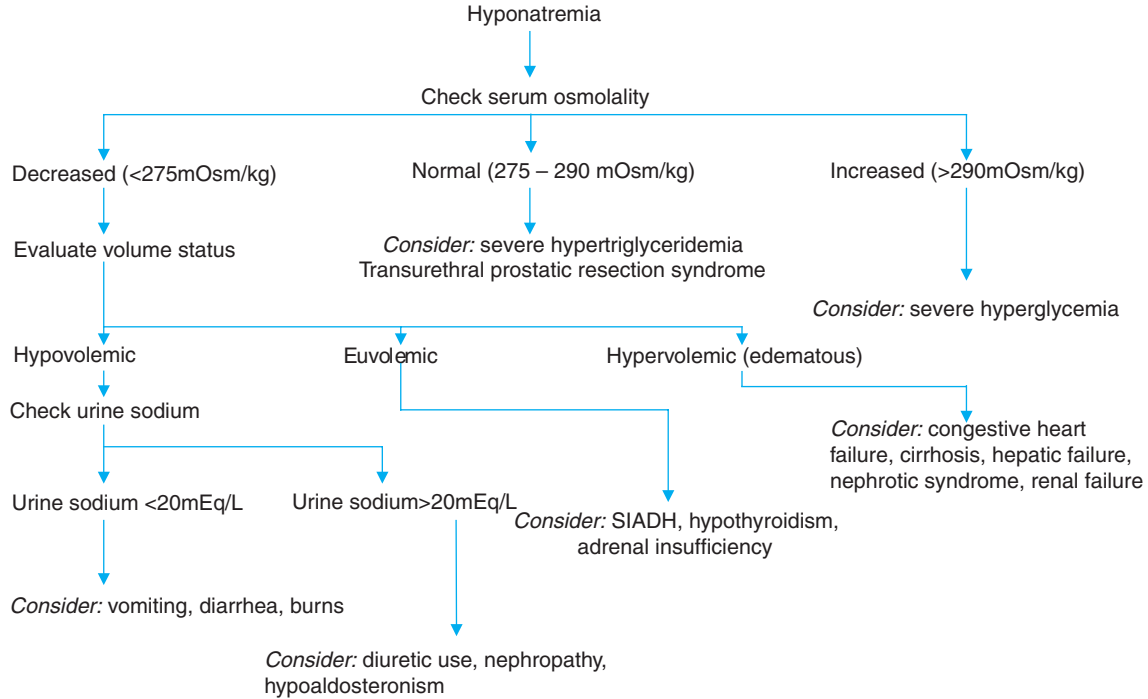 Hyponatremia
Check serum osmolality
Decreased (<275mOsm/kg)
Normal (275 – 290 mOsm/kg)
Increased (>290mOsm/kg)
Evaluate volume status
Consider: severe hypertriglyceridemia
Transurethral prostatic resection syndrome
Consider: severe hyperglycemia
Hypovolemic
Euvolemic
Hypervolemic (edematous)
Check urine sodium
Consider: congestive heart
failure, cirrhosis, hepatic failure,
nephrotic syndrome, renal failure
Urine sodium <20mEq/L
Urine sodium>20mEq/L
Consider: SIADH, hypothyroidism,
adrenal insufficiency
Consider: vomiting, diarrhea, burns
Consider: diuretic use, nephropathy,
hypoaldosteronism